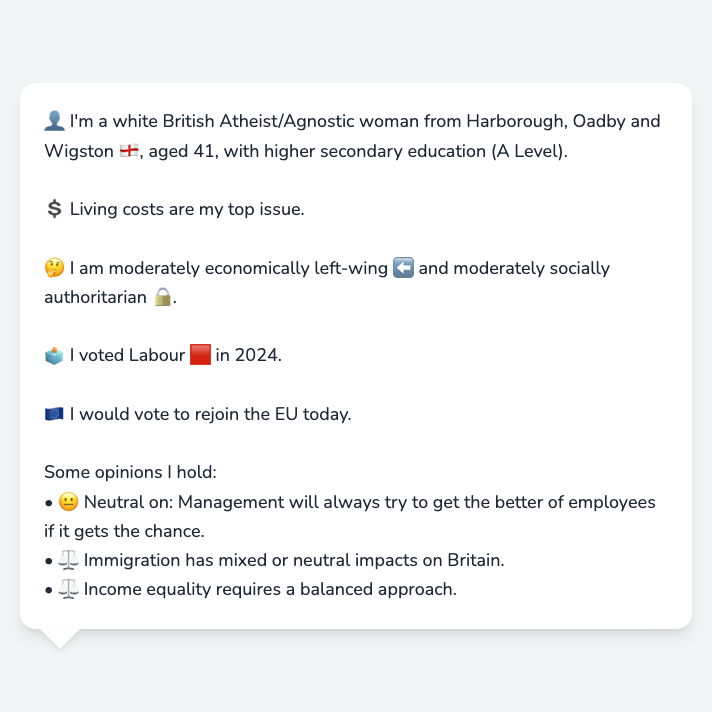 👤 I'm a white British Atheist/Agnostic woman from Harborough, Oadby and
Wigston 🏴󠁧󠁢󠁥󠁮󠁧󠁿, aged 41, with higher secondary education (A Level).
💲 Living costs are my top issue.
🤔 I am moderately economically left-wing ⬅️ and moderately socially
authoritarian 🔒.
🗳️ I voted Labour 🟥 in 2024.
🇪🇺 I would vote to rejoin the EU today.
Some opinions I hold:
• 😐 Neutral on: Management will always try to get the better of employees
if it gets the chance.
• ⚖️ Immigration has mixed or neutral impacts on Britain.
• ⚖️ Income equality requires a balanced approach.